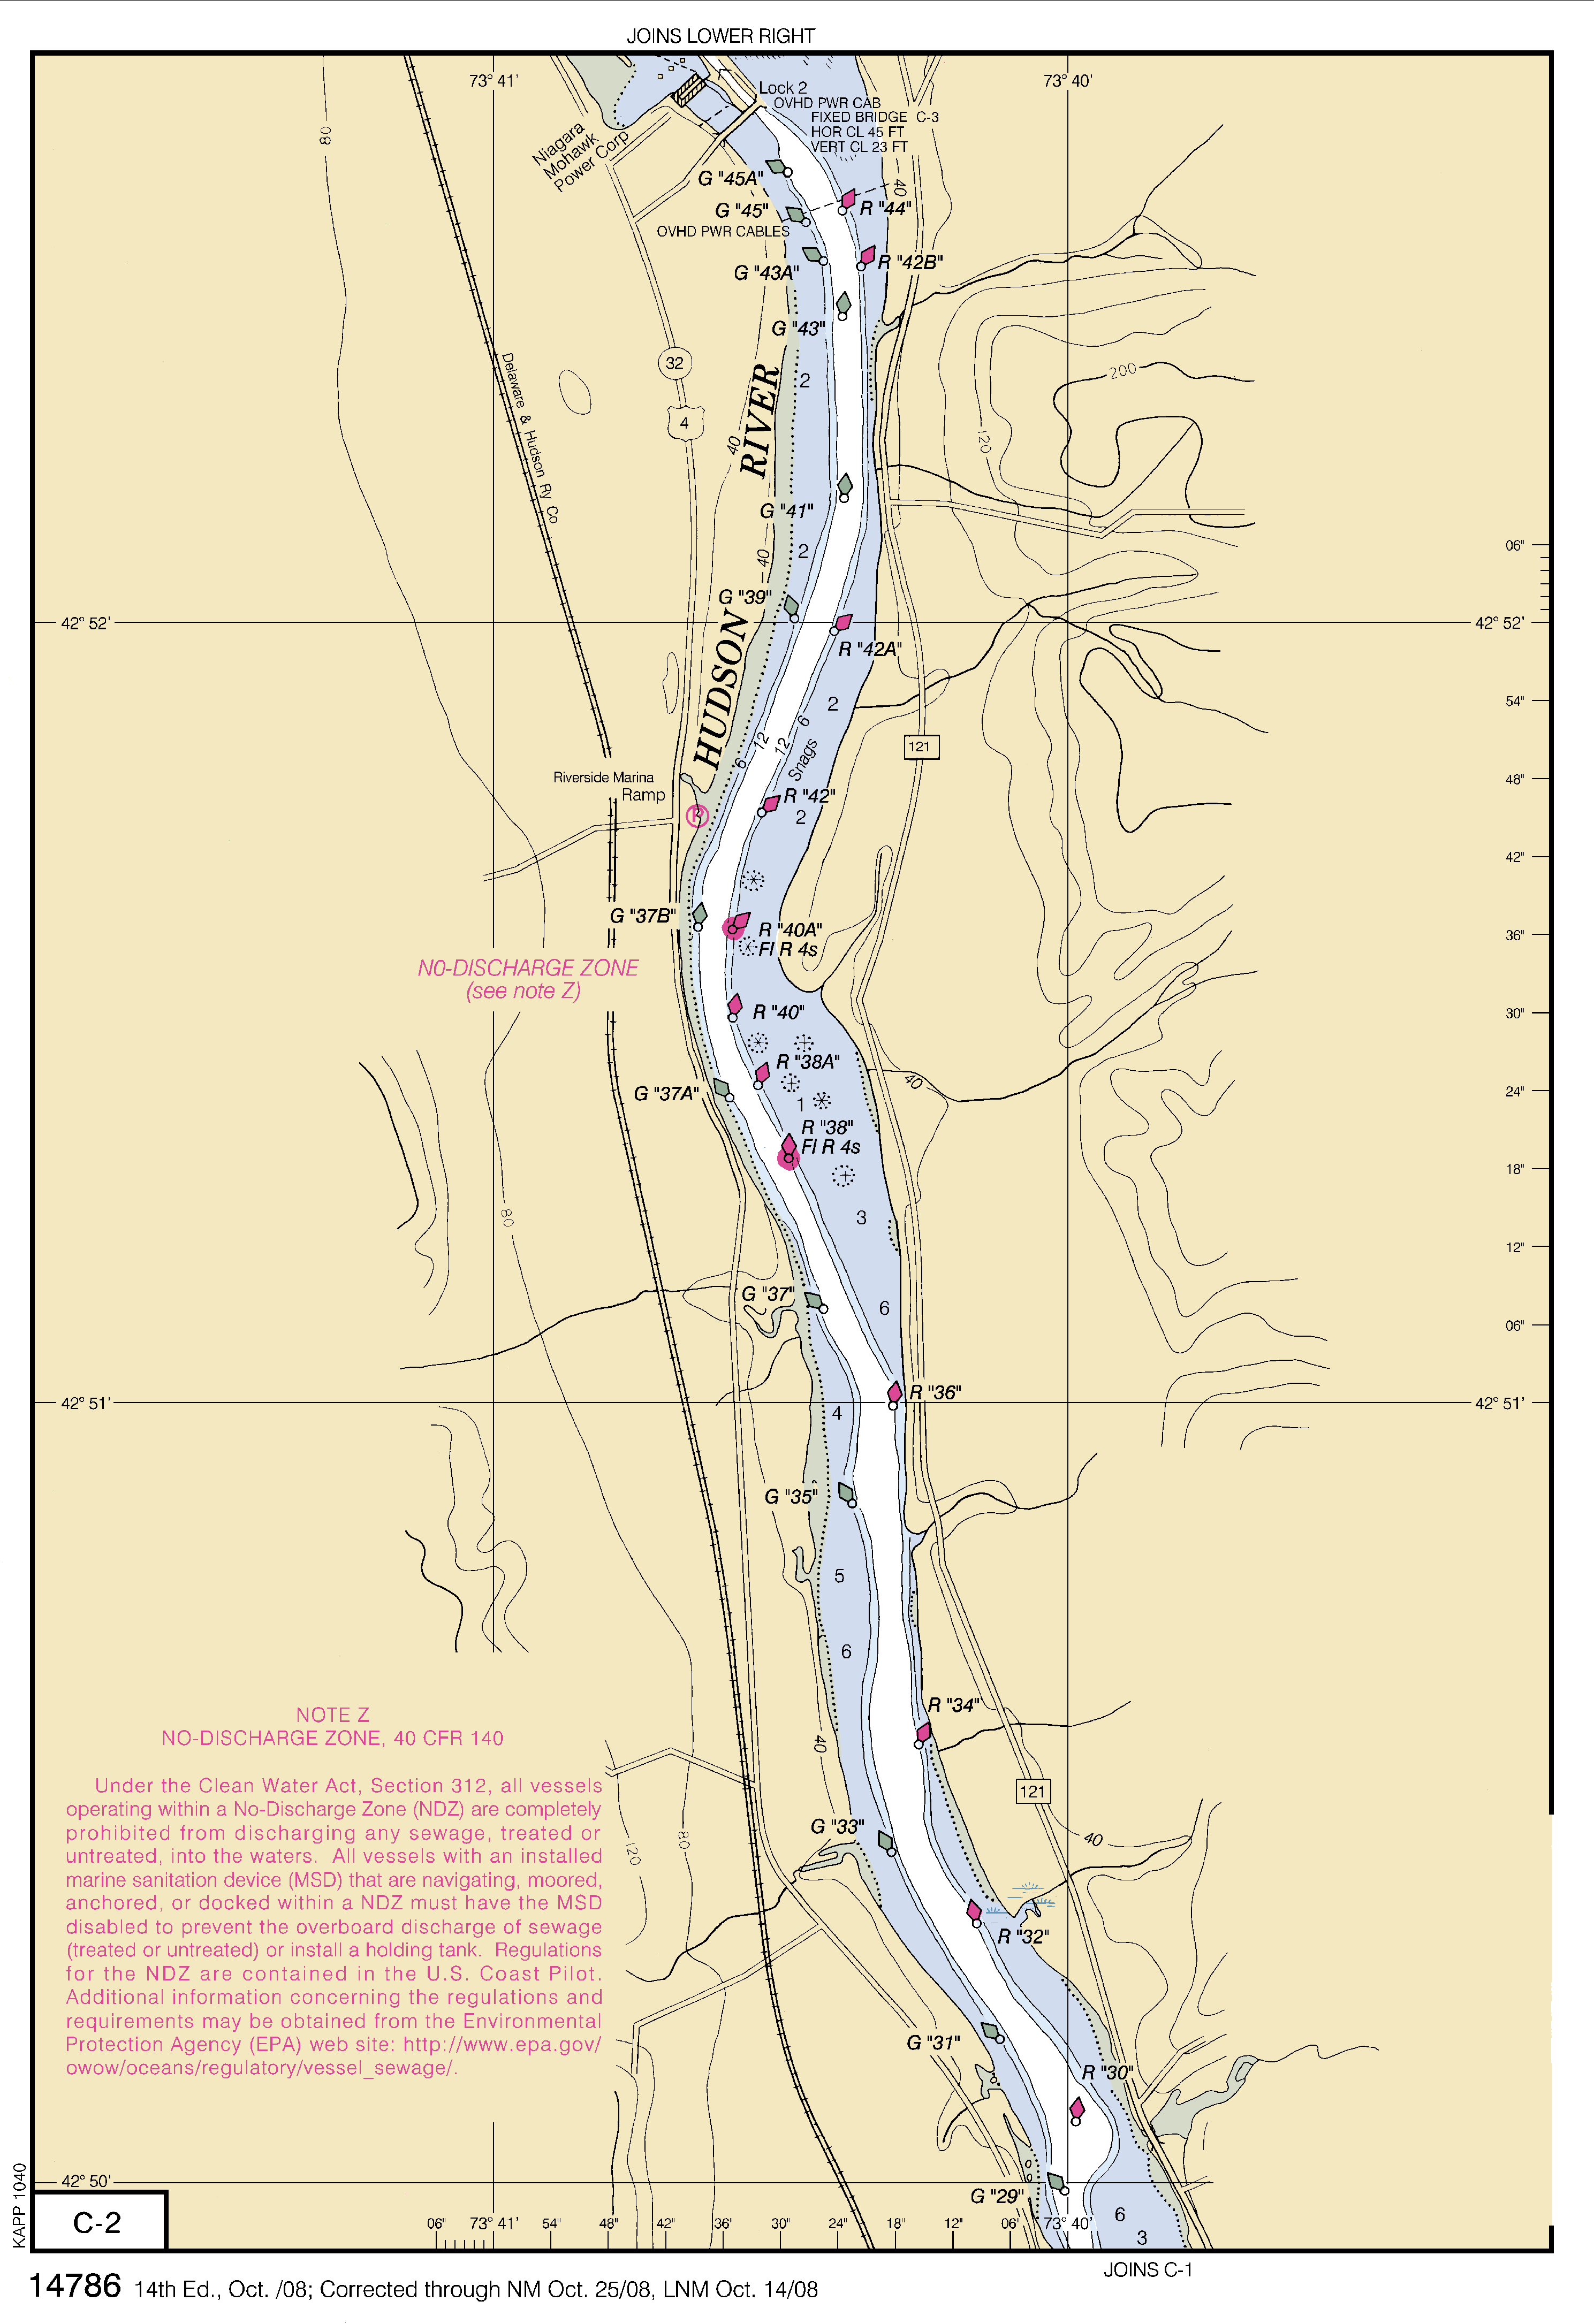 JOINS LOWER RIGHT
73° 41'
73° 40'
Lock 2
OVHD PWR CAB
FIXED BRIDGE C-3
HOR CL 45 FT
VERT CL 23 FT
80
Niagara
Mohawk
Power Corp
G "45A"
40
G "45"
R "44"
OVHD PWR CABLES
G "43A"
R "42B"
G "43"
32
Delaware & Hudson Ry Co
200
2
4
40
120
HUDSON RIVER
G "41"
06"
2
40
G "39"
42° 52'
42° 52'
R "42A"
54"
2
6
12
12
6
Snags
121
48"
Riverside Marina
Ramp
R "42"
R
2
42"
G "37B"
R "40A"
Fl R 4s
36"
N0-DISCHARGE ZONE
(see note Z)
R "40"
30"
R "38A"
40
G "37A"
24"
1
R "38"
Fl R 4s
18"
80
3
12"
G "37"
6
06"
R "36"
42° 51'
42° 51'
4
G "35"
5
6
R "34"
NOTE Z
NO-DISCHARGE ZONE, 40 CFR 140
40
Under the Clean Water Act, Section 312, all vessels
operating within a No-Discharge Zone (NDZ) are completely
prohibited from discharging any sewage, treated or
untreated, into the waters. All vessels with an installed
marine sanitation device (MSD) that are navigating, moored,
anchored, or docked within a NDZ must have the MSD
disabled to prevent the overboard discharge of sewage
(treated or untreated) or install a holding tank. Regulations
for the NDZ are contained in the U.S. Coast Pilot.
Additional information concerning the regulations and
requirements may be obtained from the Environmental
Protection Agency (EPA) web site: http://www.epa.gov/
owow/oceans/regulatory/vessel_sewage/.
121
G "33"
40
120
80
R "32"
G "31"
R "30"
42° 50'
G "29"
6
3
KAPP 1040
C-2
06"
73° 41'
54"
48"
42"
36"
30"
24"
18"
12"
06"
73° 40'
JOINS C-1
14786 14th Ed., Oct. /08; Corrected through NM Oct. 25/08, LNM Oct. 14/08